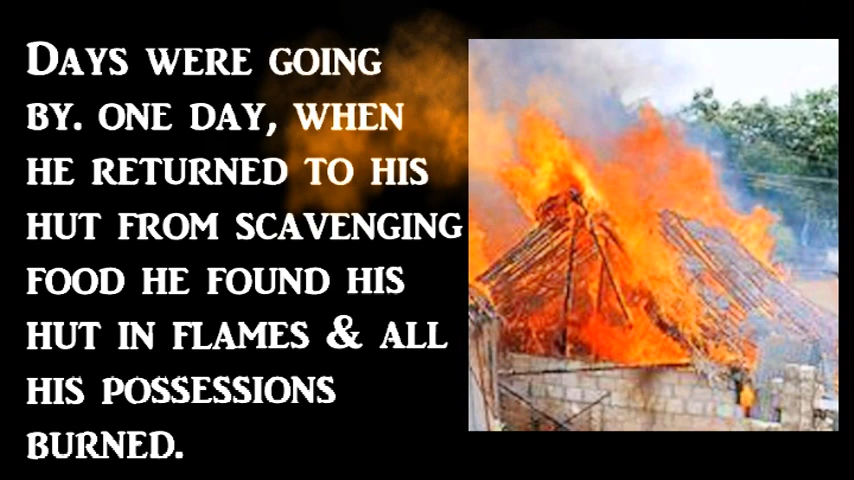 Days were going
by. one day, when
he returned to his
hut from scavenging
food he found his
hut in flames & all
his possessions
burned.